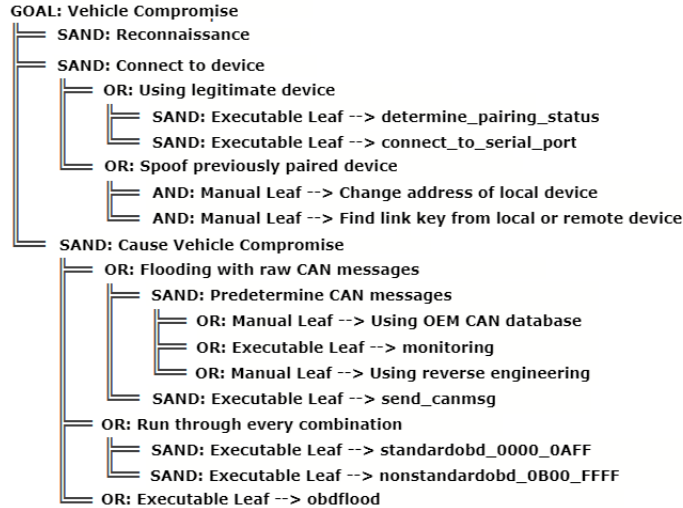 GOAL: Vehicle Compromise
SAND: Reconnaissance
SAND: Connect to device
OR: Using legitimate device
SAND: Executable Leaf --> determine_pairing_status
SAND: Executable Leaf --> connect_to_serial_port
OR: Spoof previously paired device
AND: Manual Leaf --> Change address of local device
AND: Manual Leaf --> Find link key from local or remote device
SAND: Cause Vehicle Compromise
OR: Flooding with raw CAN messages
SAND: Predetermine CAN messages
OR: Manual Leaf --> Using OEM CAN database
OR: Executable Leaf --> monitoring
OR: Manual Leaf --> Using reverse engineering
SAND: Executable Leaf --> send_canmsg
OR: Run through every combination
SAND: Executable Leaf --> standardobd_0000_0AFF
SAND: Executable Leaf --> nonstandardobd_0B00_FFFF
OR: Executable Leaf --> obdflood